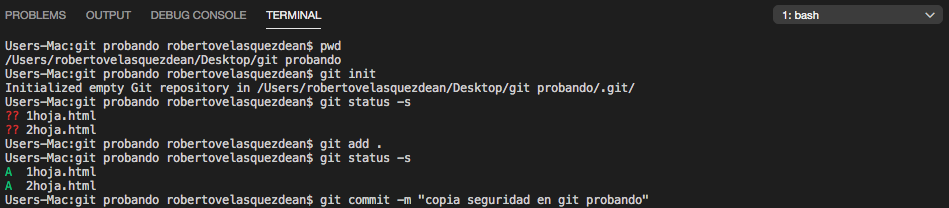 PROBLEMS OUTPUT DEBUG CONSOLE TERMINAL 1: bash
Users-Mac:git probando robertovelasquezdean$ pwd
/Users/robertovelasquezdean/Desktop/git probando
Users-Mac:git probando robertovelasquezdean$ git init
Initialized empty Git repository in /Users/robertovelasquezdean/Desktop/git probando/.git/
Users-Mac:git probando robertovelasquezdean$ git status -s
?? 1hoja.html
?? 2hoja.html
Users-Mac:git probando robertovelasquezdean$ git add .
Users-Mac:git probando robertovelasquezdean$ git status -s
A  1hoja.html
A  2hoja.html
Users-Mac:git probando robertovelasquezdean$ git commit -m "copia seguridad en git probando"